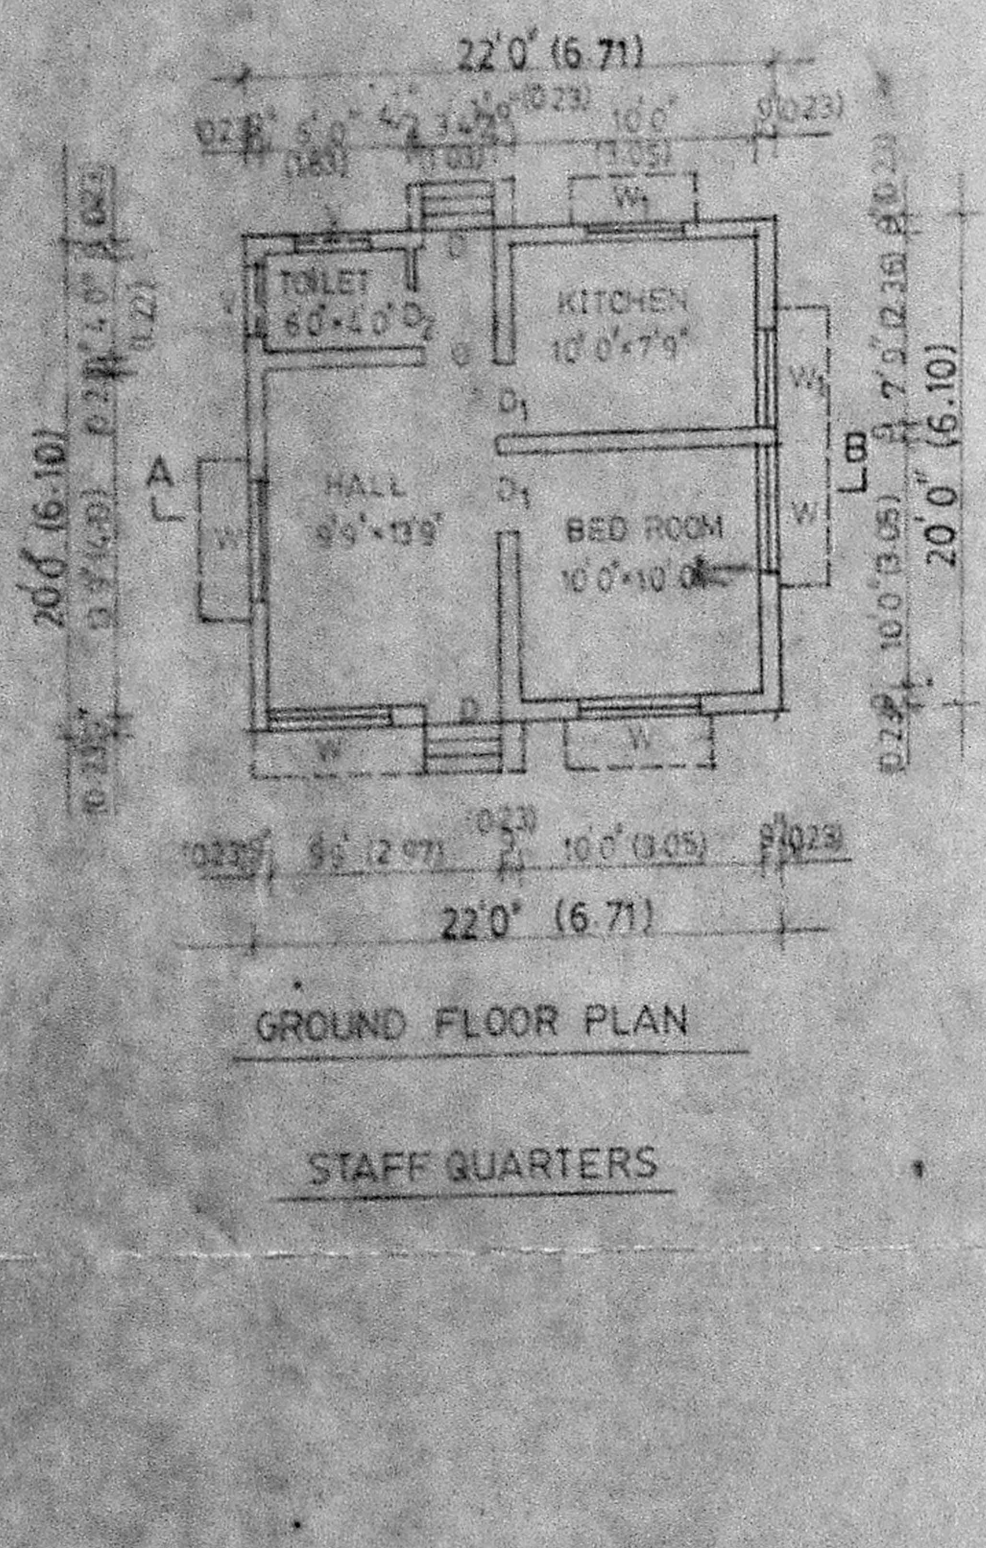 22'0" (6.71)
6'0" 10'0" 9"(0.23)
(3.05)
W1
D
TOILET
6'0"×4'0" D2
KITCHEN
10'0"×7'9"
O
D1
W1
A
B
HALL
9'9"×13'9"
D1
BED ROOM
10'0"×10'0"
W
W
20'0" (6.10)
4'0"
(1.22)
7'9" (2.36)
10'0" (3.05)
20'0" (6.10)
D
W
W
(0.23)
9'9" (2.97)
10'0" (3.05)
9"(0.23)
22'0" (6.71)
GROUND FLOOR PLAN
STAFF QUARTERS